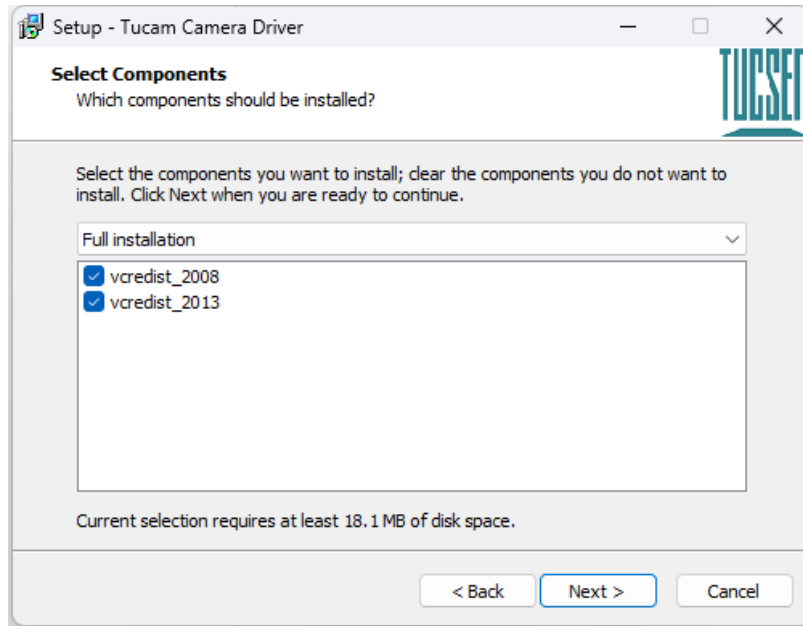 Setup - Tucam Camera Driver
Select Components
Which components should be installed?
TUCSEN
Select the components you want to install; clear the components you do not want to
install. Click Next when you are ready to continue.
Full installation
vcredist_2008
vcredist_2013
Current selection requires at least 18.1 MB of disk space.
< Back
Next >
Cancel